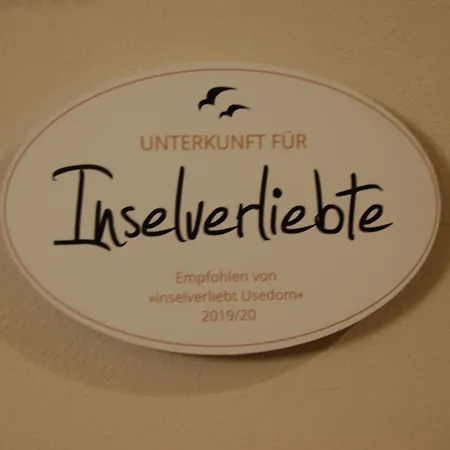 UNTERKUNFT FÜR
Inselverliebte
Empfohlen von
»Inselverliebt Usedom«
2019/20